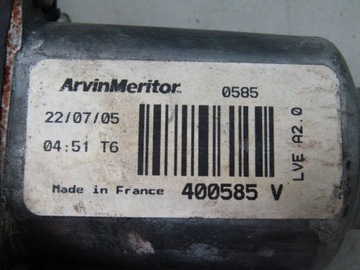 ArvinMeritor. 0585
22/07/05
04:51 T6
LVE A2.0
Made in France 400585 V